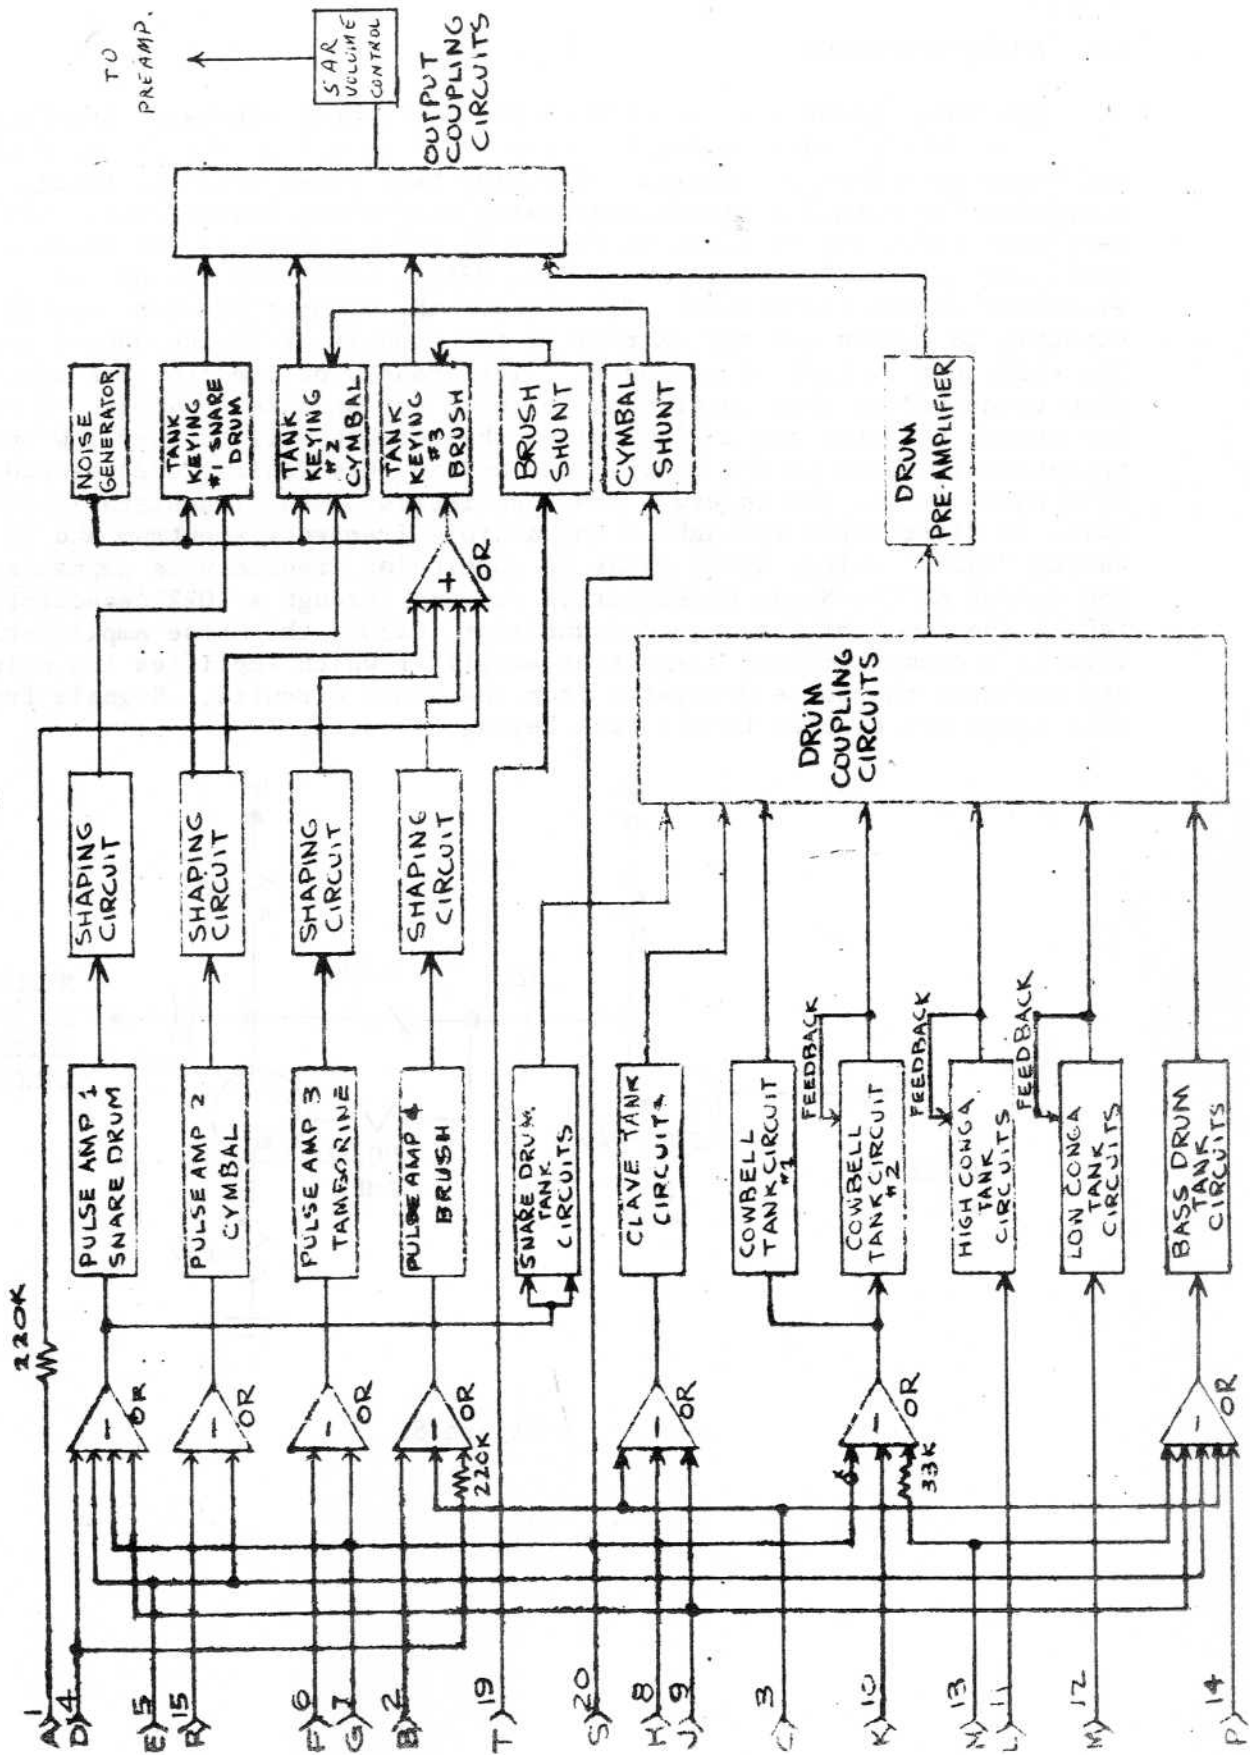 TO
PREAMP.
5 AR
VOLUME
CONTROL
OUTPUT
COUPLING
CIRCUITS
NOISE
GENERATOR
TANK
KEYING
#1 SNARE
DRUM
TANK
KEYING
#2
CYMBAL
TANK
KEYING
#3
BRUSH
BRUSH
SHUNT
CYMBAL
SHUNT
DRUM
PRE-AMPLIFIER
+
OR
SHAPING
CIRCUIT
SHAPING
CIRCUIT
SHAPING
CIRCUIT
SHAPING
CIRCUIT
DRUM
COUPLING
CIRCUITS
PULSE AMP 1
SNARE DRUM
PULSE AMP 2
CYMBAL
PULSE AMP 3
TAMBORINE
PULSE AMP 4
BRUSH
SNARE DRUM
TANK
CIRCUITS
CLAVE TANK
CIRCUITS
COWBELL
TANK CIRCUIT
#1
FEEDBACK
COWBELL
TANK CIRCUIT
#2
FEEDBACK
HIGH CONGA
TANK
CIRCUITS
FEEDBACK
LON CONGA
TANK
CIRCUITS
BASS DRUM
TANK
CIRCUITS
220K
-
OR
-
OR
-
OR
-
OR
220K
-
OR
-
OR
33K
-
OR
A 1
D 4
E 5
R 15
F 6
G 7
B 2
T 19
S 20
H 8
J 9
C 3
K 10
N 13
L 11
M 12
P 14